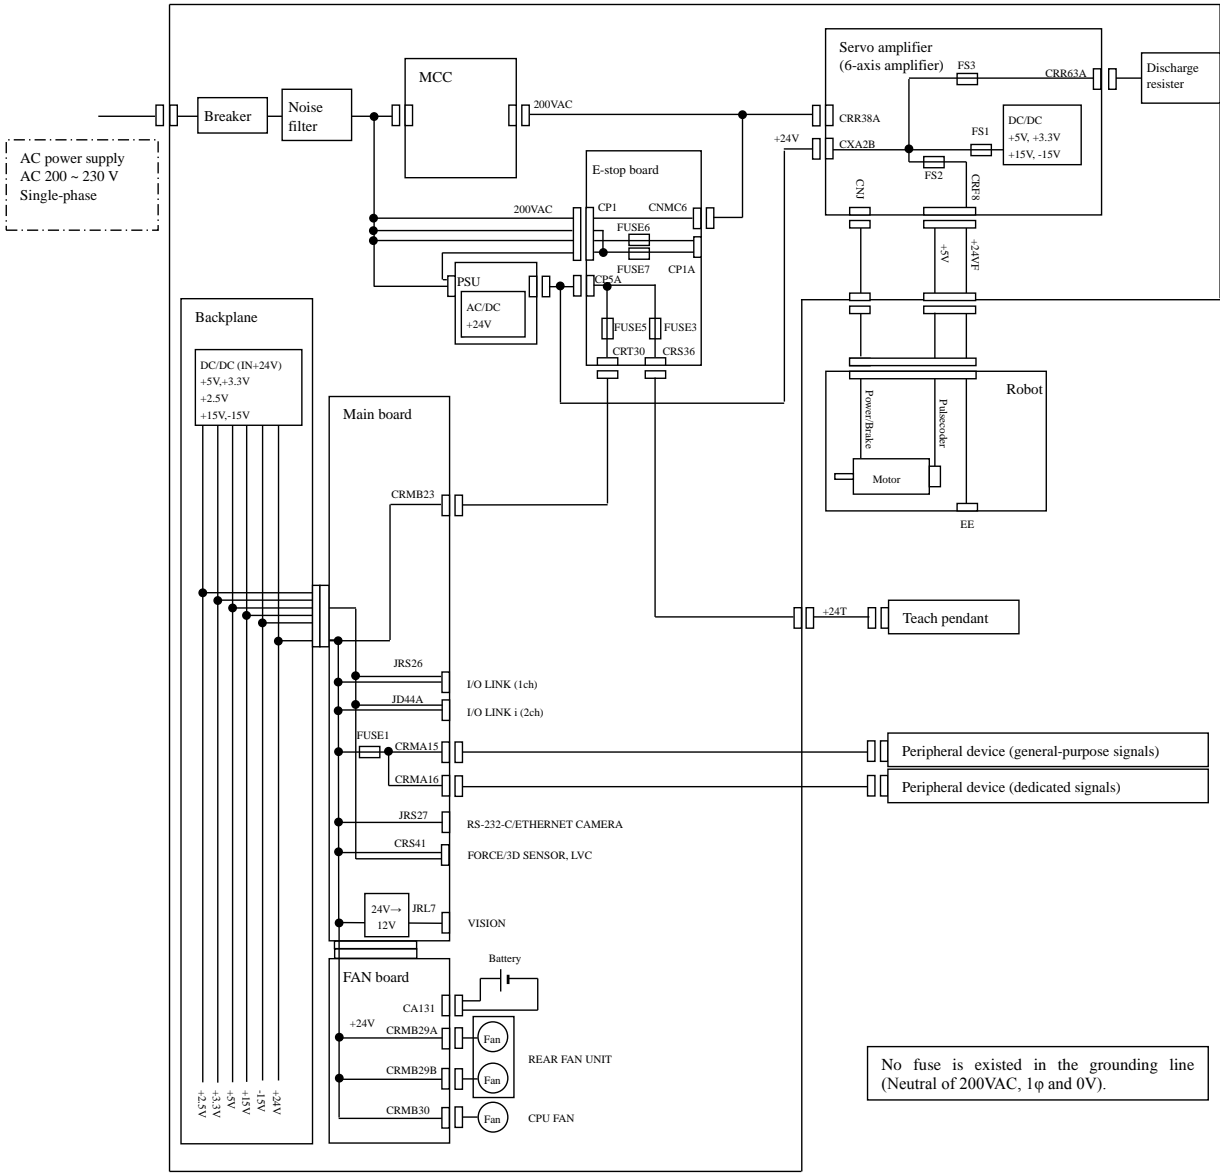 AC power supply
AC 200 ~ 230 V
Single-phase
Breaker
Noise
filter
MCC
200VAC
Servo amplifier
(6-axis amplifier)
FS3
CRR63A
Discharge
resister
CRR38A
+24V
CXA2B
FS1
DC/DC
+5V, +3.3V
+15V, -15V
FS2
CNJ
CRF8
+5V
+24VF
E-stop board
200VAC
CP1
CNMC6
FUSE6
FUSE7
CP1A
PSU
AC/DC
+24V
CP5A
FUSE5
FUSE3
CRT30
CRS36
Robot
Power/Brake
Pulsecoder
Motor
EE
Backplane
DC/DC (IN+24V)
+5V,+3.3V
+2.5V
+15V,-15V
+2.5V
+3.3V
+5V
+15V
-15V
+24V
Main board
CRMB23
JRS26
I/O LINK (1ch)
JD44A
I/O LINK i (2ch)
FUSE1
CRMA15
CRMA16
JRS27
RS-232-C/ETHERNET CAMERA
CRS41
FORCE/3D SENSOR, LVC
24V→
12V
JRL7
VISION
+24T
Teach pendant
Peripheral device (general-purpose signals)
Peripheral device (dedicated signals)
FAN board
Battery
CA131
+24V
CRMB29A
Fan
REAR FAN UNIT
CRMB29B
Fan
CRMB30
Fan
CPU FAN
No fuse is existed in the grounding line
(Neutral of 200VAC, 1φ and 0V).